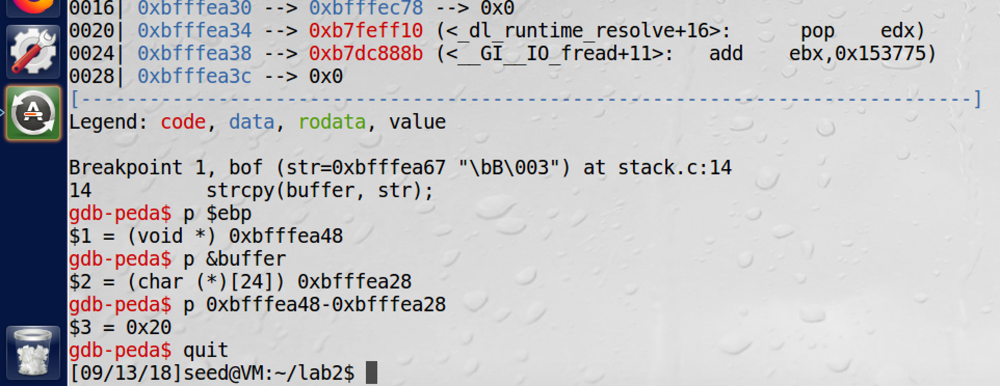 0016| 0xbfffea30 --> 0xbfffec78 --> 0x0
0020| 0xbfffea34 --> 0xb7feff10 (<_dl_runtime_resolve+16>:      pop    edx)
0024| 0xbfffea38 --> 0xb7dc888b (<__GI__IO_fread+11>:   add    ebx,0x153775)
0028| 0xbfffea3c --> 0x0
[------------------------------------------------------------------------------]
Legend: code, data, rodata, value
Breakpoint 1, bof (str=0xbfffea67 "\bB\003") at stack.c:14
14          strcpy(buffer, str);
gdb-peda$ p $ebp
$1 = (void *) 0xbfffea48
gdb-peda$ p &buffer
$2 = (char (*)[24]) 0xbfffea28
gdb-peda$ p 0xbfffea48-0xbfffea28
$3 = 0x20
gdb-peda$ quit
[09/13/18]seed@VM:~/lab2$